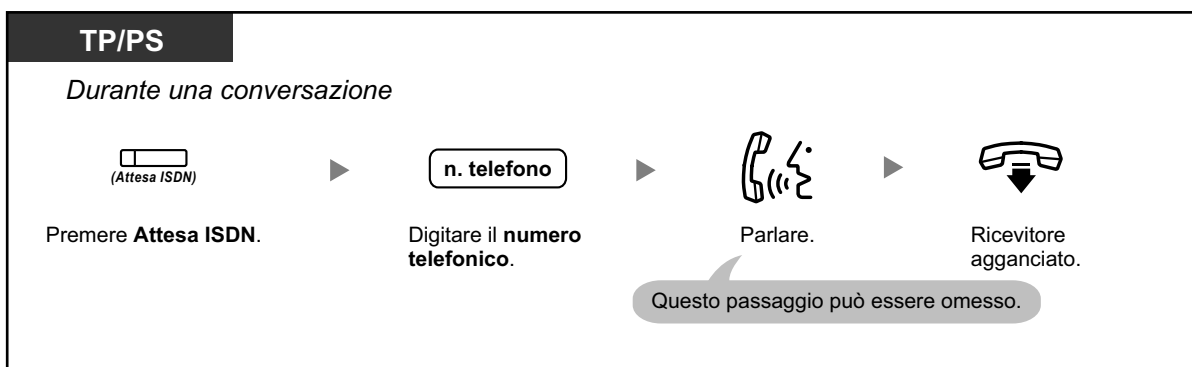 TP/PS
Durante una conversazione
(Attesa ISDN)
n. telefono
Premere Attesa ISDN.
Digitare il numero
telefonico.
Parlare.
Ricevitore
agganciato.
Questo passaggio può essere omesso.